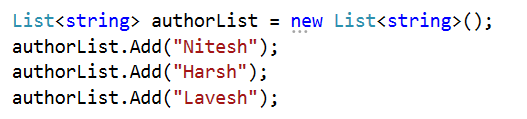 List<string> authorList = new List<string>();
authorList.Add("Nitesh");
authorList.Add("Harsh");
authorList.Add("Lavesh");